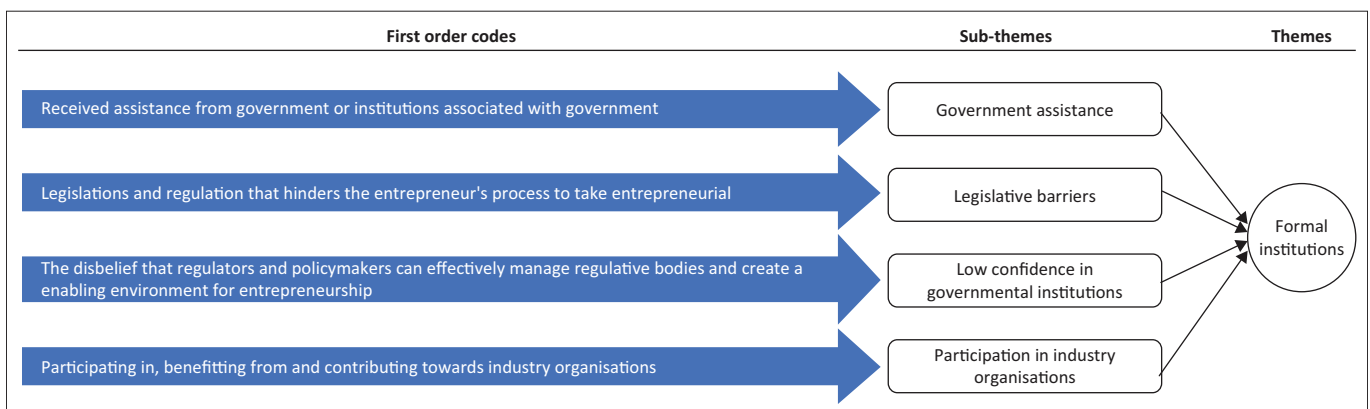 First order codes
Sub-themes
Themes
Received assistance from government or institutions associated with government
Government assistance
Legislations and regulation that hinders the entrepreneur's process to take entrepreneurial
Legislative barriers
The disbelief that regulators and policymakers can effectively manage regulative bodies and create a
enabling environment for entrepreneurship
Low confidence in
governmental institutions
Participating in, benefitting from and contributing towards industry organisations
Participation in industry
organisations
Formal
institutions